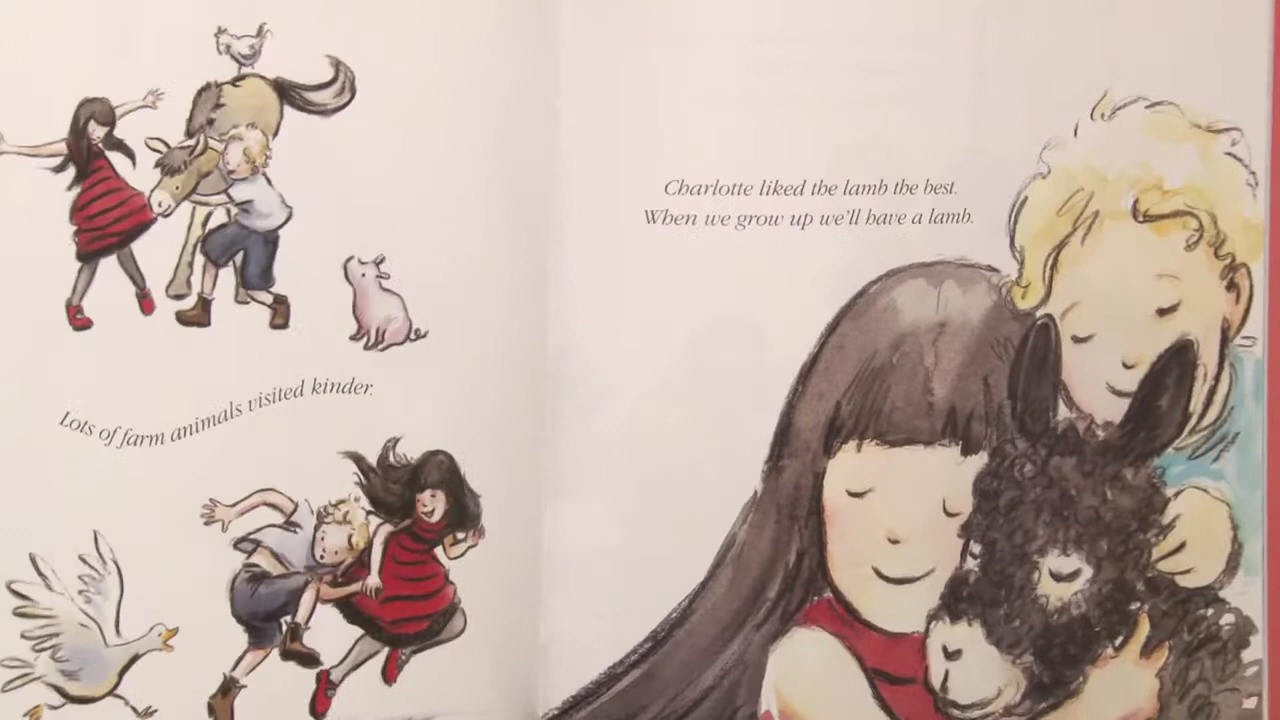 Lots of farm animals visited kinder.
Charlotte liked the lamb the best.
When we grow up we'll have a lamb.